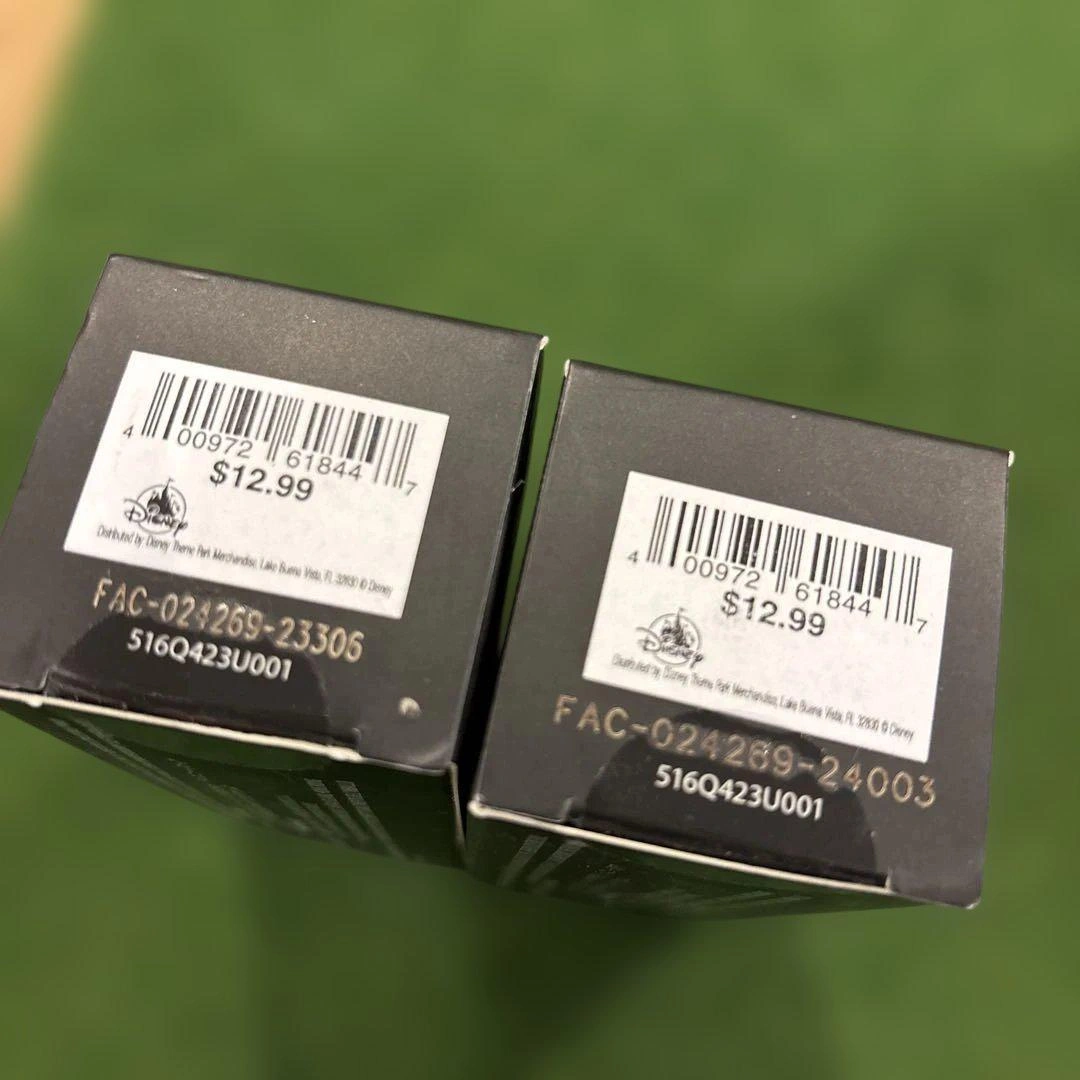 4 00972 61844 7
$12.99
Disney
Distributed by Disney Theme Park Merchandise, Lake Buena Vista, FL 32830 © Disney
FAC-024269-23306
516Q423U001
4 00972 61844 7
$12.99
Disney
Distributed by Disney Theme Park Merchandise, Lake Buena Vista, FL 32830 © Disney
FAC-024269-24003
516Q423U001